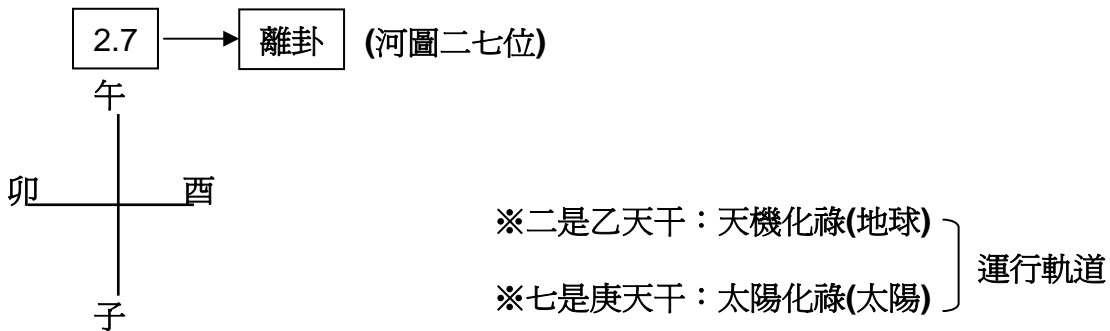 2.7 離卦 (河圖二七位)
午
卯 酉
※二是乙天干：天機化祿(地球)
運行軌道
※七是庚天干：太陽化祿(太陽)
子